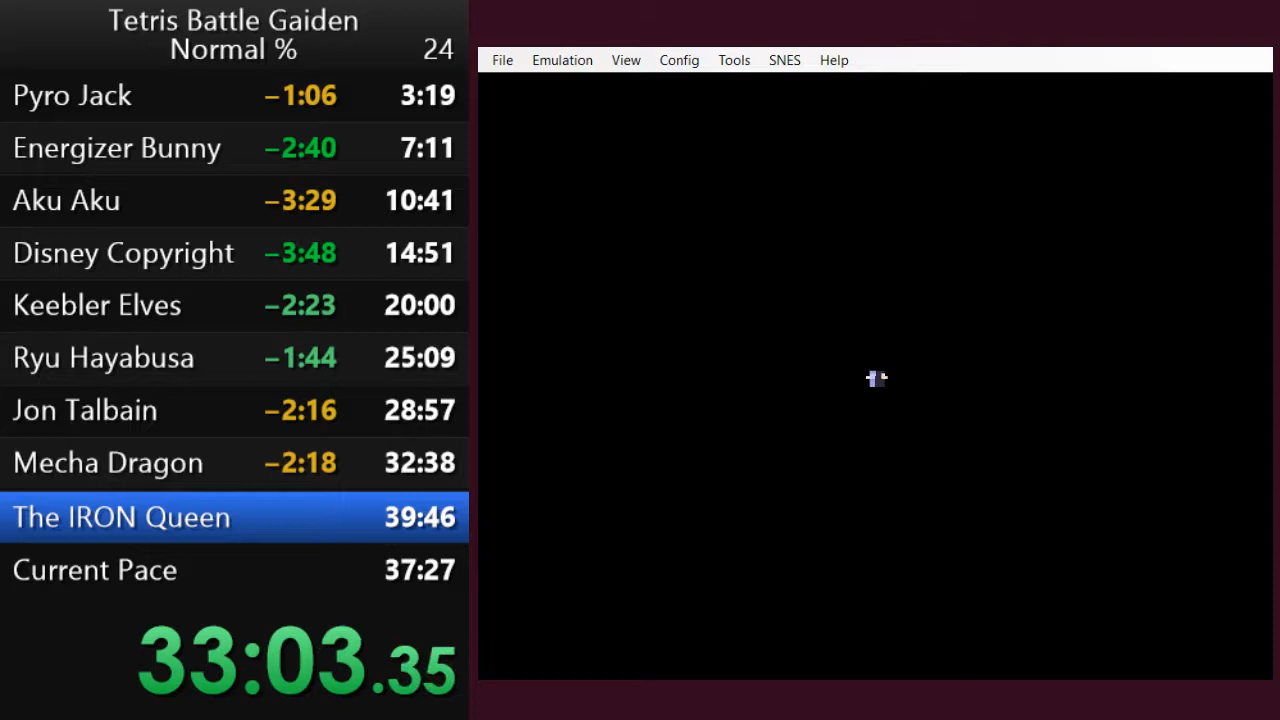 Tetris Battle Gaiden
Normal % 24
Pyro Jack −1:06 3:19
Energizer Bunny −2:40 7:11
Aku Aku −3:29 10:41
Disney Copyright −3:48 14:51
Keebler Elves −2:23 20:00
Ryu Hayabusa −1:44 25:09
Jon Talbain −2:16 28:57
Mecha Dragon −2:18 32:38
The IRON Queen 39:46
Current Pace 37:27
33:03.35
File Emulation View Config Tools SNES Help